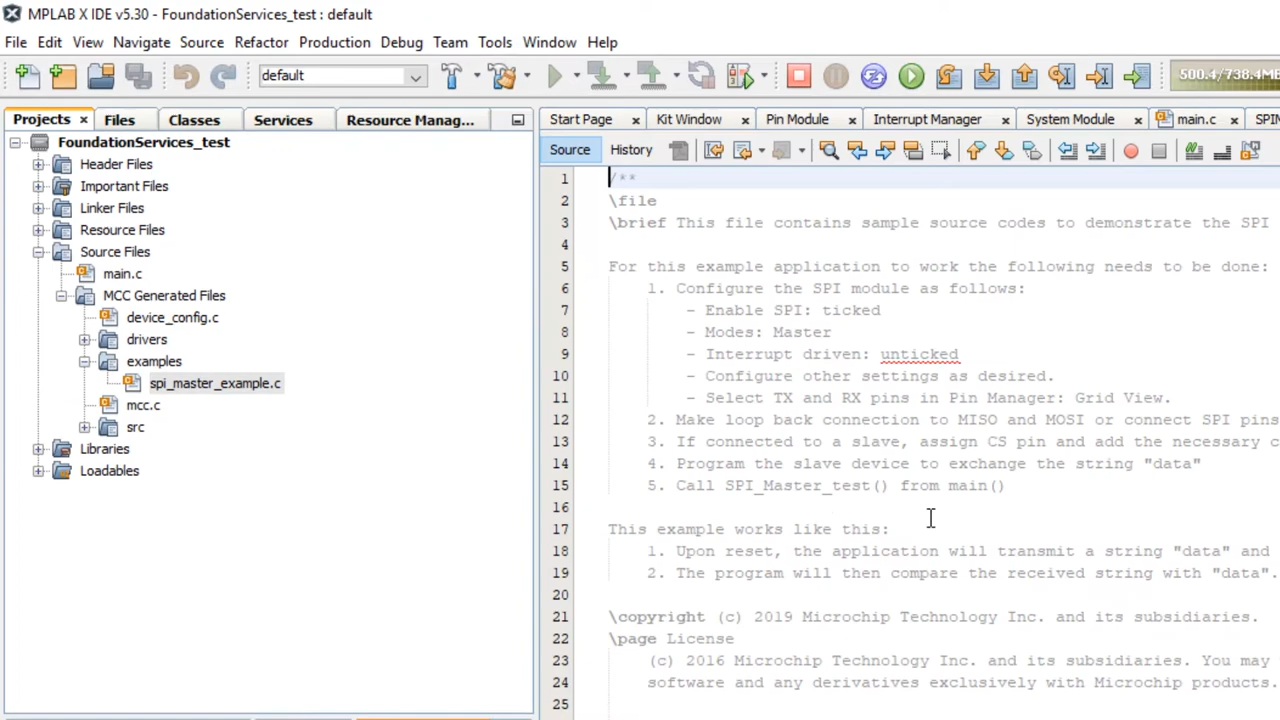 MPLAB X IDE v5.30 - FoundationServices_test : default
File Edit View Navigate Source Refactor Production Debug Team Tools Window Help
default
500.4/738.4MB
Projects Files Classes Services Resource Manag...
Start Page Kit Window Pin Module Interrupt Manager System Module main.c SPI
FoundationServices_test
Header Files
Important Files
Linker Files
Resource Files
Source Files
main.c
MCC Generated Files
device_config.c
drivers
examples
spi_master_example.c
mcc.c
src
Libraries
Loadables
Source History
1 /**
2 \file
3 \brief This file contains sample source codes to demonstrate the SPI
4
5 For this example application to work the following needs to be done:
6 1. Configure the SPI module as follows:
7 - Enable SPI: ticked
8 - Modes: Master
9 - Interrupt driven: unticked
10 - Configure other settings as desired.
11 - Select TX and RX pins in Pin Manager: Grid View.
12 2. Make loop back connection to MISO and MOSI or connect SPI pins
13 3. If connected to a slave, assign CS pin and add the necessary c
14 4. Program the slave device to exchange the string "data"
15 5. Call SPI_Master_test() from main()
16
17 This example works like this:
18 1. Upon reset, the application will transmit a string "data" and
19 2. The program will then compare the received string with "data".
20
21 \copyright (c) 2019 Microchip Technology Inc. and its subsidiaries.
22 \page License
23 (c) 2016 Microchip Technology Inc. and its subsidiaries. You may
24 software and any derivatives exclusively with Microchip products.
25